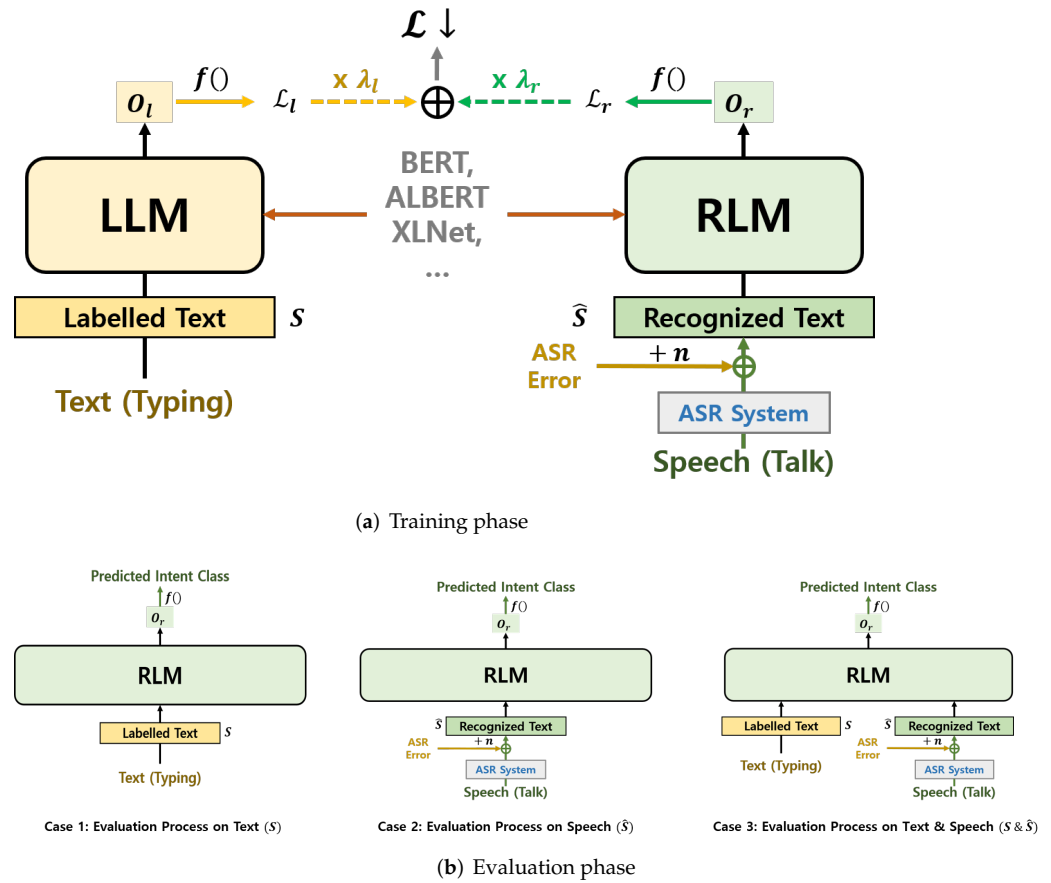 𝓛 ↓
f() x λ_l x λ_r f()
O_l ℒ_l ⊕ ℒ_r O_r
LLM
BERT,
ALBERT
XLNet,
...
RLM
Labelled Text S
Ŝ Recognized Text
ASR
Error
+ n
Text (Typing)
ASR System
Speech (Talk)
(a) Training phase
Predicted Intent Class
f()
O_r
RLM
Labelled Text S
Text (Typing)
Case 1: Evaluation Process on Text (S)
Predicted Intent Class
f()
O_r
RLM
Ŝ Recognized Text
ASR
Error
+ n
ASR System
Speech (Talk)
Case 2: Evaluation Process on Speech (Ŝ)
Predicted Intent Class
f()
O_r
RLM
Labelled Text S
Text (Typing)
Ŝ Recognized Text
ASR
Error
+ n
ASR System
Speech (Talk)
Case 3: Evaluation Process on Text & Speech (S & Ŝ)
(b) Evaluation phase